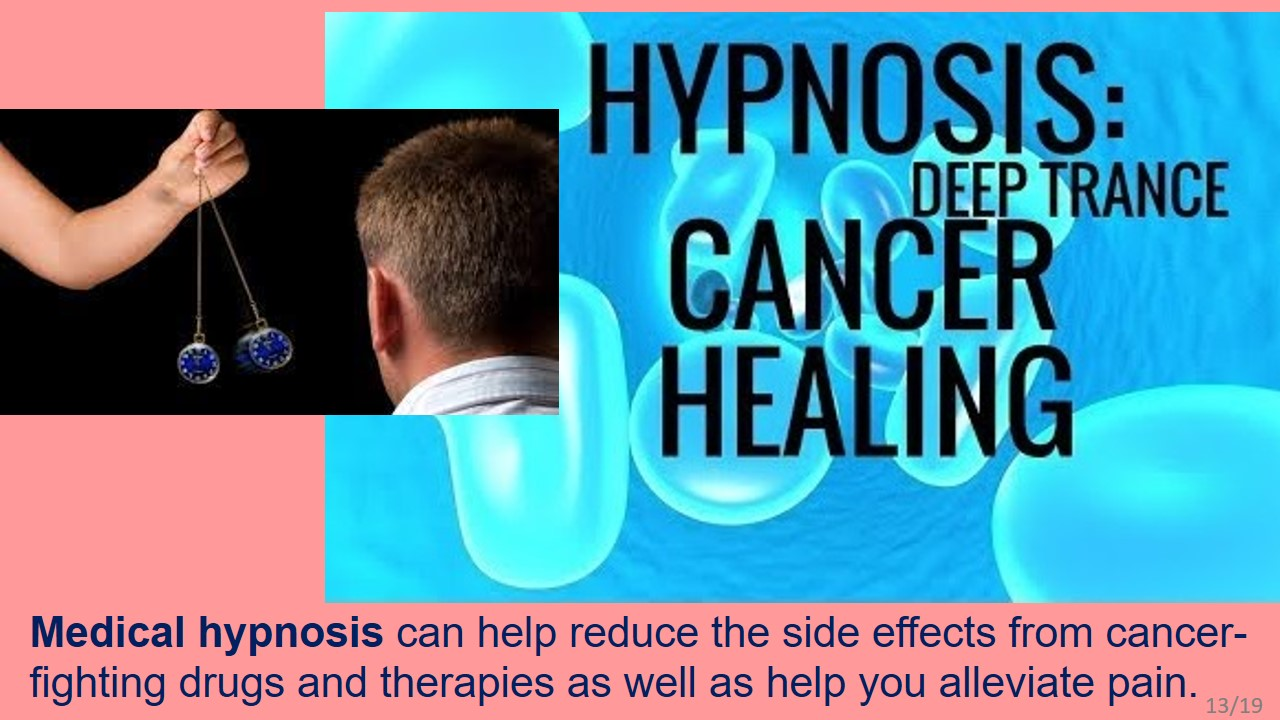 HYPNOSIS:
DEEP TRANCE
CANCER
HEALING
Medical hypnosis can help reduce the side effects from cancer-
fighting drugs and therapies as well as help you alleviate pain.
13/19